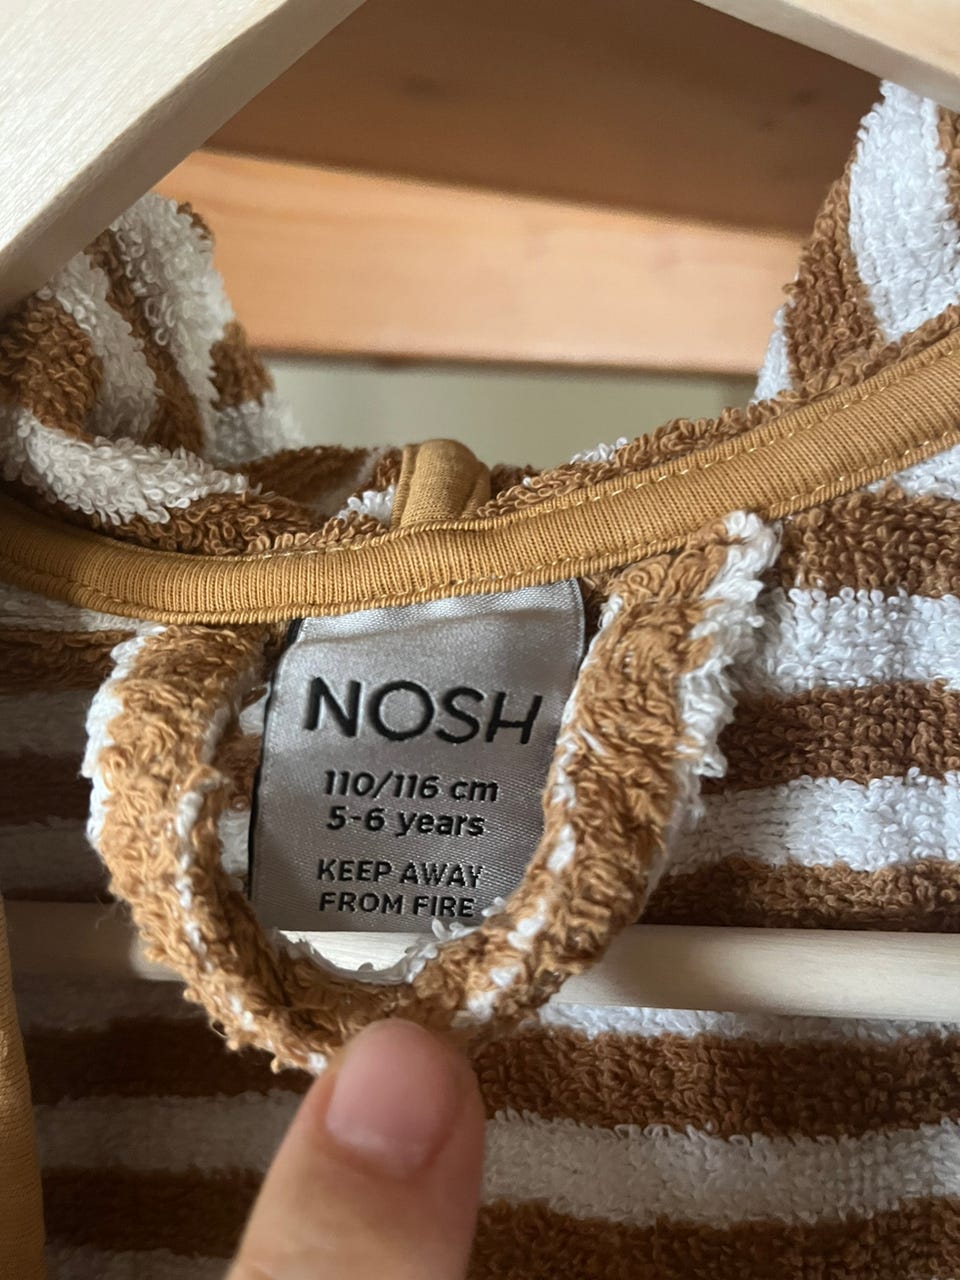 NOSH
110/116 cm
5-6 years
KEEP AWAY
FROM FIRE